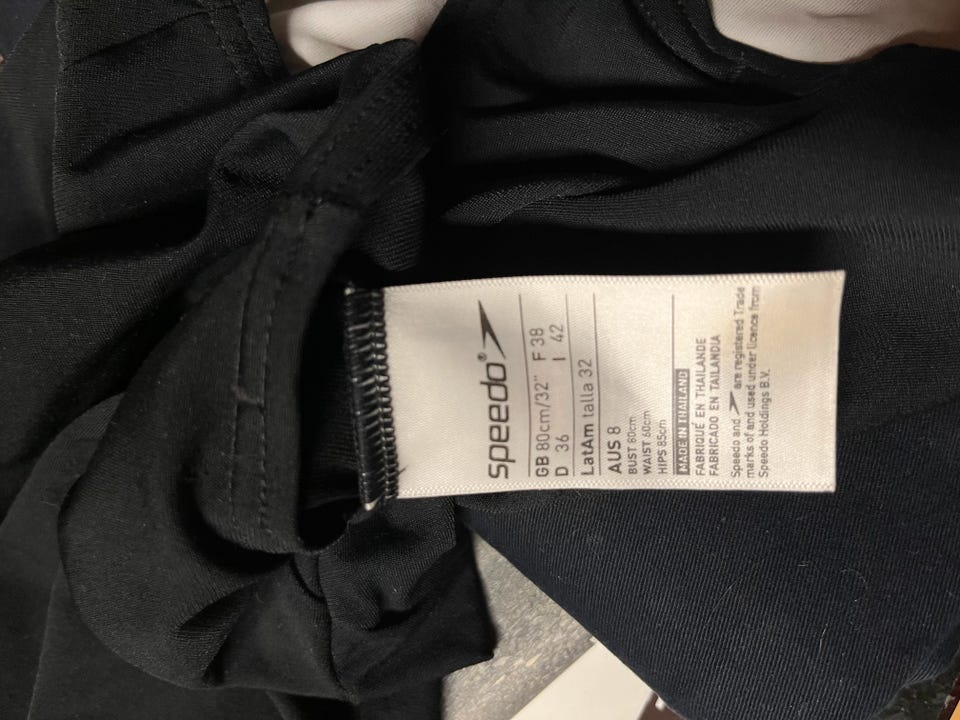 speedo®
GB 80cm/32" F 38
D 36 I 42
LatAm talla 32
AUS 8
BUST 80cm
WAIST 60cm
HIPS 85cm
MADE IN THAILAND
FABRIQUÉ EN THAILANDE
FABRICADO EN TAILANDIA
Speedo and are registered Trade
marks of and used under licence from
Speedo Holdings B.V.